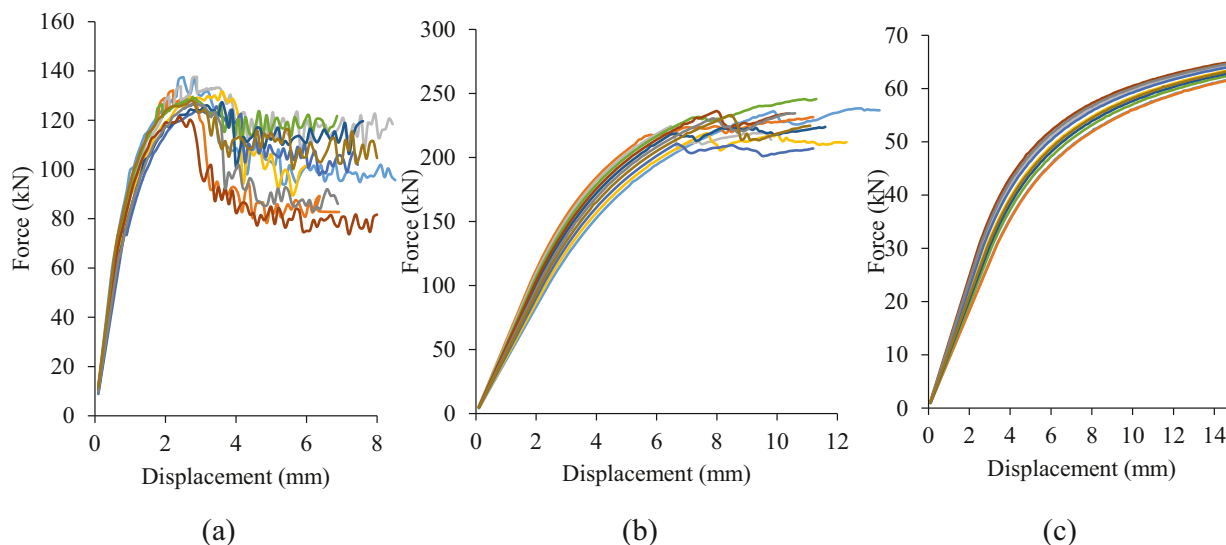 160
140
120
100
80
60
40
20
0
Force (kN)
0 2 4 6 8
Displacement (mm)
(a)
300
250
200
150
100
50
0
Force (kN)
0 2 4 6 8 10 12
Displacement (mm)
(b)
70
60
50
40
30
20
10
0
Force (kN)
0 2 4 6 8 10 12 14
Displacement (mm)
(c)